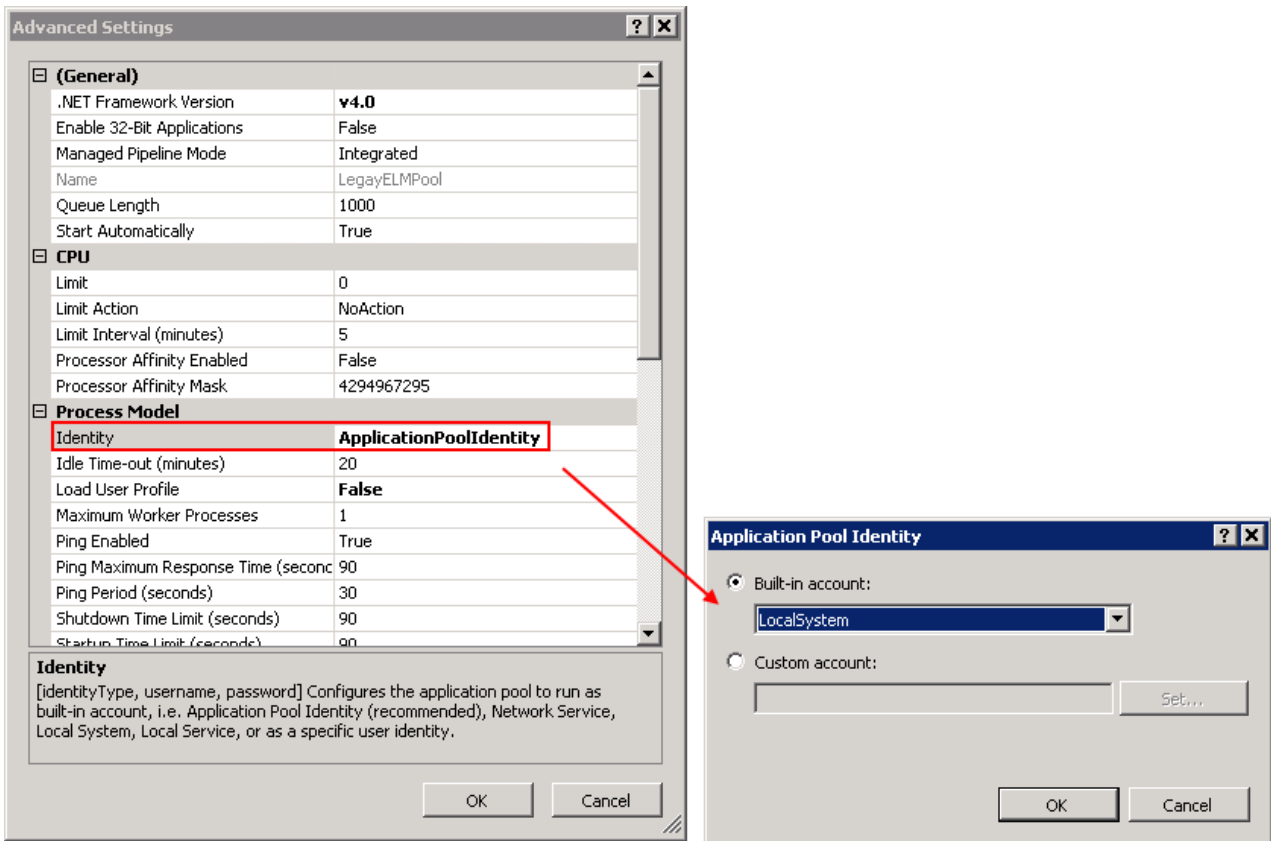 Advanced Settings
(General)
.NET Framework Version v4.0
Enable 32-Bit Applications False
Managed Pipeline Mode Integrated
Name LegayELMPool
Queue Length 1000
Start Automatically True
CPU
Limit 0
Limit Action NoAction
Limit Interval (minutes) 5
Processor Affinity Enabled False
Processor Affinity Mask 4294967295
Process Model
Identity ApplicationPoolIdentity
Idle Time-out (minutes) 20
Load User Profile False
Maximum Worker Processes 1
Ping Enabled True
Ping Maximum Response Time (second 90
Ping Period (seconds) 30
Shutdown Time Limit (seconds) 90
Startup Time Limit (seconds) 90
Identity
[identityType, username, password] Configures the application pool to run as
built-in account, i.e. Application Pool Identity (recommended), Network Service,
Local System, Local Service, or as a specific user identity.
OK Cancel
Application Pool Identity
Built-in account:
LocalSystem
Custom account:
Set...
OK Cancel